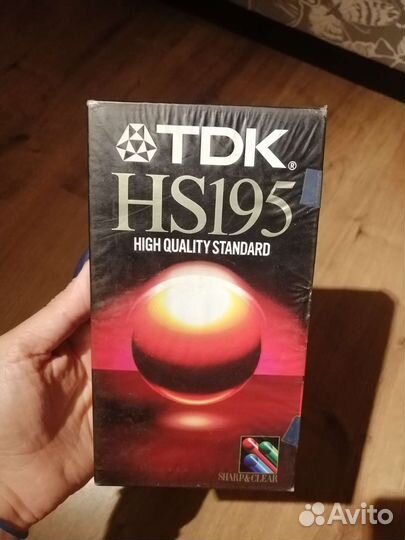 TDK®
HS195
HIGH QUALITY STANDARD
SHARP & CLEAR
Avito